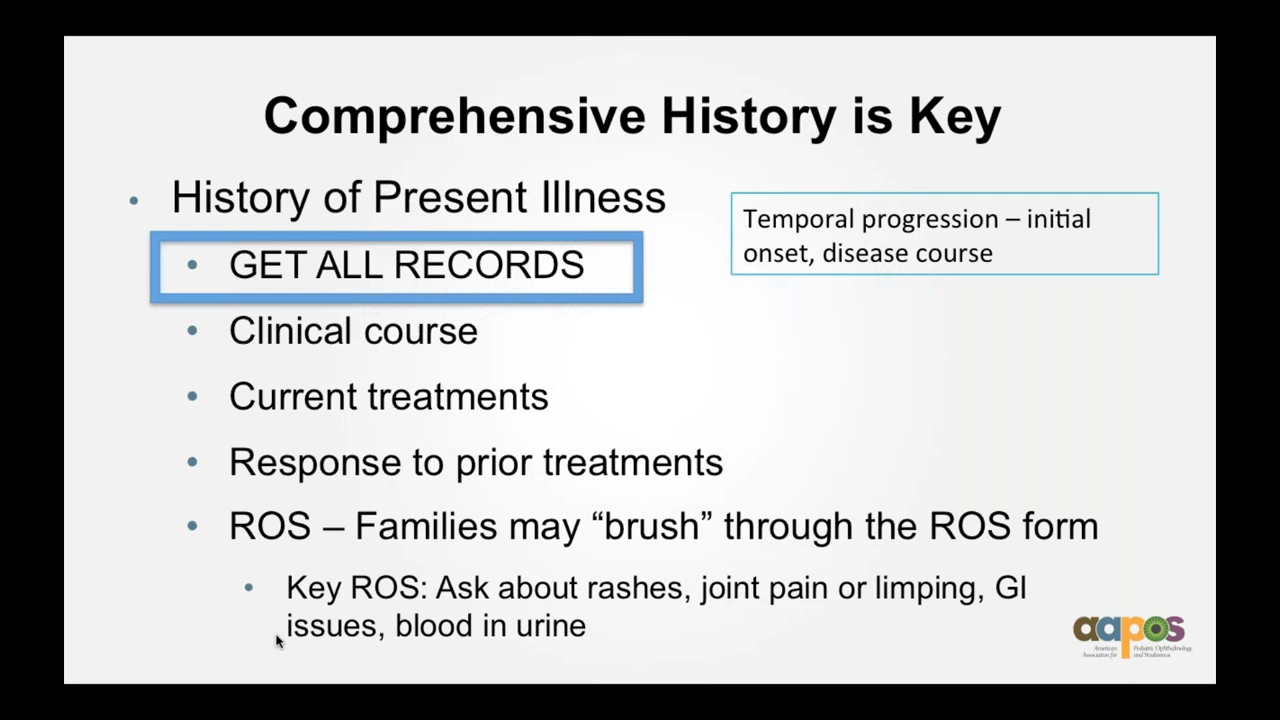 Comprehensive History is Key
• History of Present Illness
• GET ALL RECORDS
Temporal progression – initial
onset, disease course
• Clinical course
• Current treatments
• Response to prior treatments
• ROS – Families may “brush” through the ROS form
• Key ROS: Ask about rashes, joint pain or limping, GI
issues, blood in urine
aapos
American Association for Pediatric Ophthalmology and Strabismus